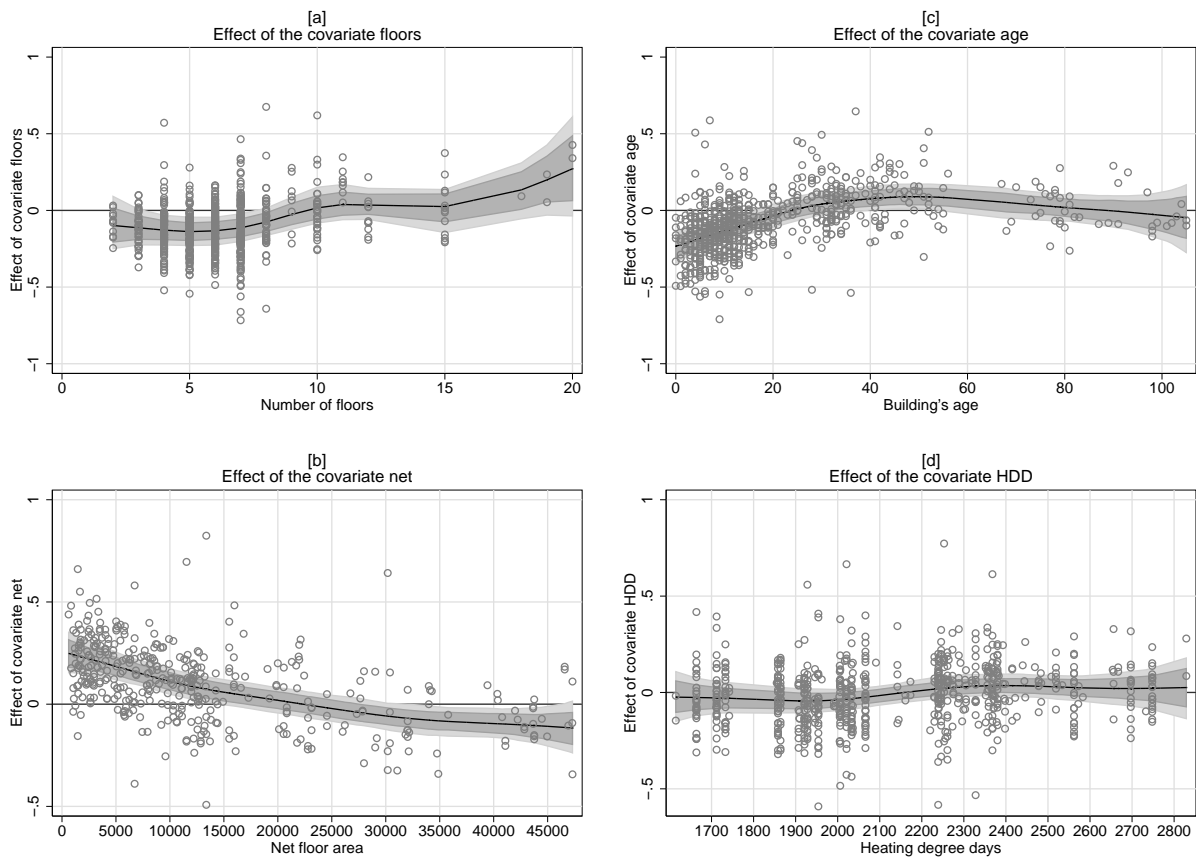 [a]
Effect of the covariate floors
Effect of covariate floors
1
.5
0
−.5
−1
0 5 10 15 20
Number of floors
[c]
Effect of the covariate age
Effect of covariate age
1
.5
0
−.5
−1
0 20 40 60 80 100
Building's age
[b]
Effect of the covariate net
Effect of covariate net
1
.5
0
−.5
0 5000 10000 15000 20000 25000 30000 35000 40000 45000
Net floor area
[d]
Effect of the covariate HDD
Effect of covariate HDD
1
.5
0
−.5
1700 1800 1900 2000 2100 2200 2300 2400 2500 2600 2700 2800
Heating degree days